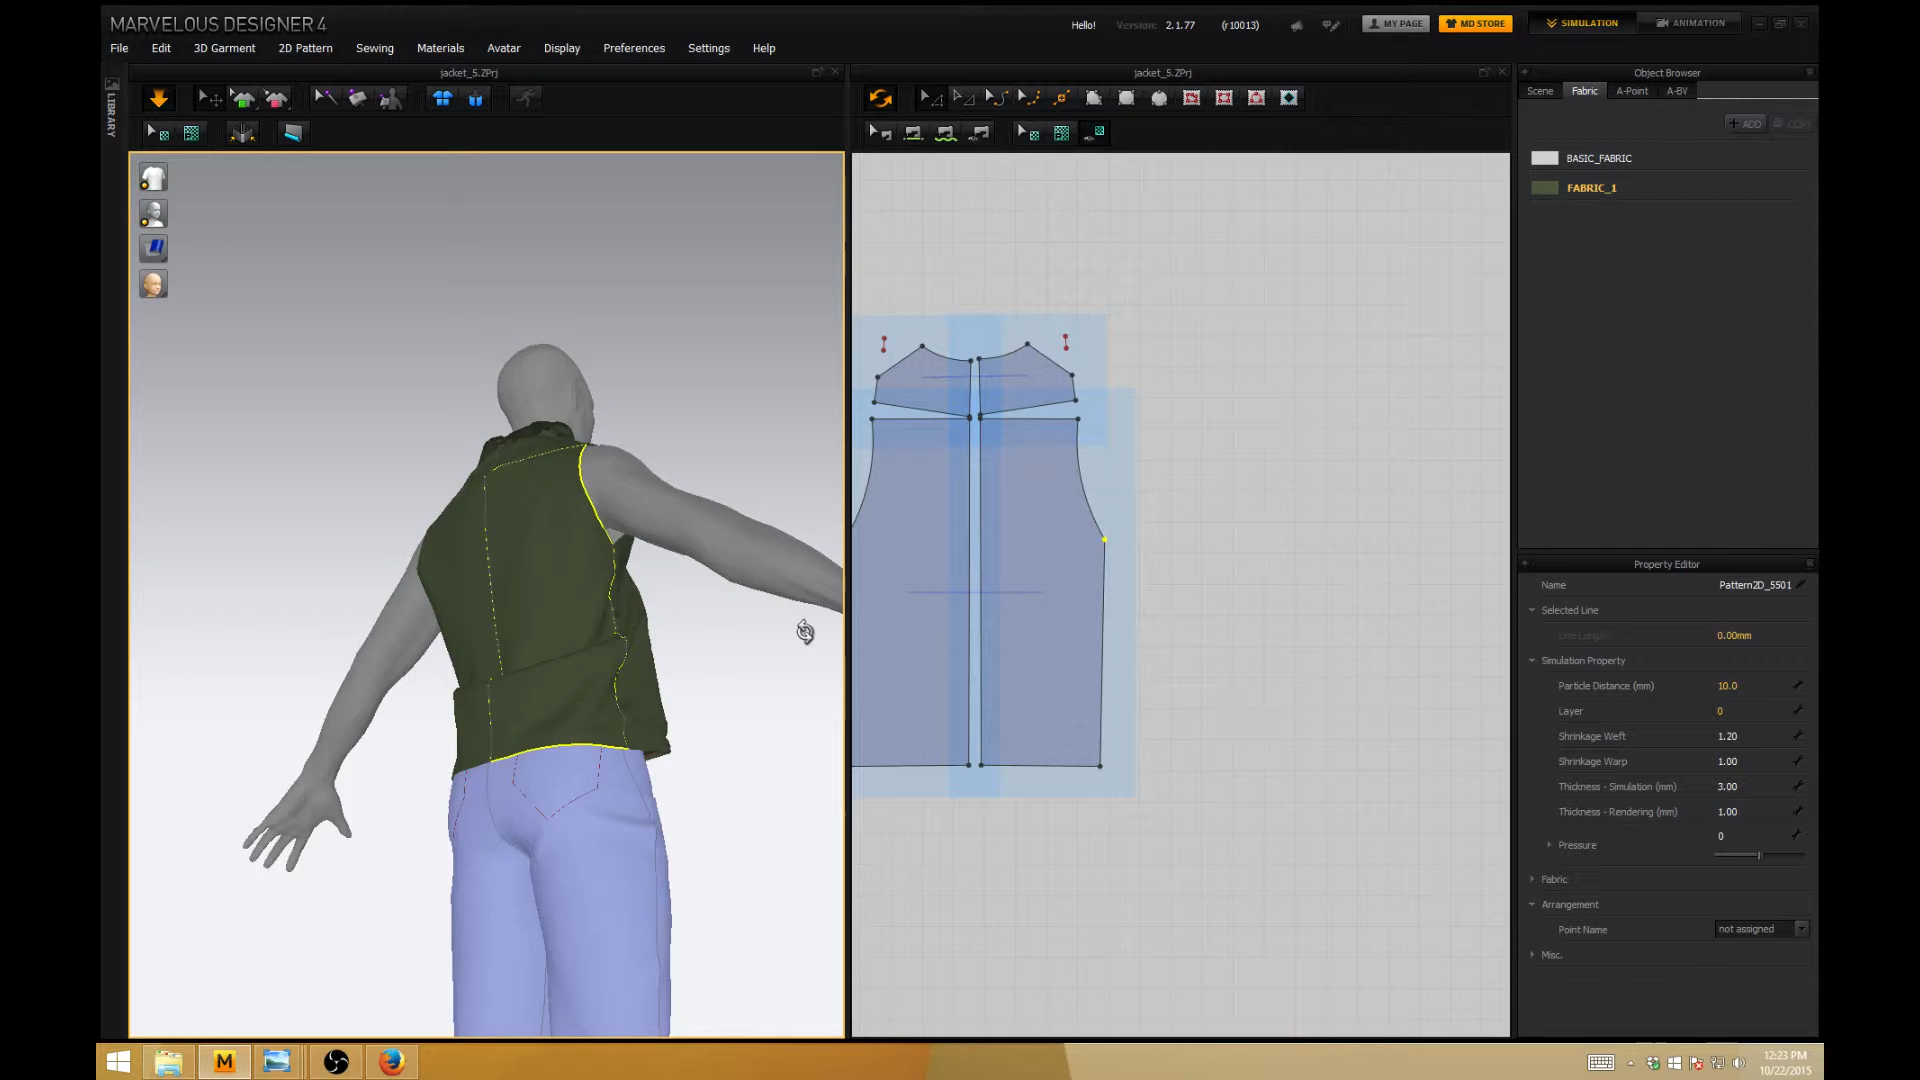 MARVELOUS DESIGNER 4
Hello! Version: 2.1.77 (r10013) MY PAGE MD STORE SIMULATION ANIMATION
File Edit 3D Garment 2D Pattern Sewing Materials Avatar Display Preferences Settings Help
jacket_5.ZPrj jacket_5.ZPrj Object Browser
LIBRARY
Scene Fabric A-Point A-BV
+ ADD COPY
BASIC_FABRIC
FABRIC_1
Property Editor
Name Pattern2D_5501
Selected Line
Line Length 0.00mm
Simulation Property
Particle Distance (mm) 10.0
Layer 0
Shrinkage Weft 1.20
Shrinkage Warp 1.00
Thickness - Simulation (mm) 3.00
Thickness - Rendering (mm) 1.00
0
Pressure
Fabric
Arrangement
Point Name not assigned
Misc.
M
12:23 PM
10/22/2015